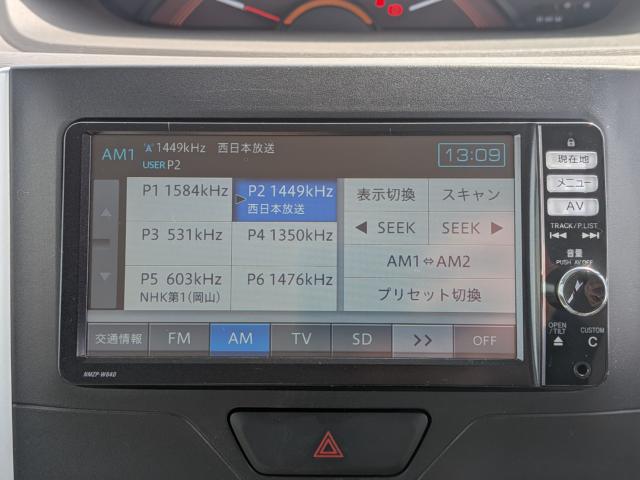 AM1 1449kHz 西日本放送
USER P2
13:09
P1 1584kHz
P2 1449kHz
西日本放送
P3 531kHz
P4 1350kHz
P5 603kHz
NHK第1(岡山)
P6 1476kHz
表示切換
スキャン
◀ SEEK
SEEK ▶
AM1⇔AM2
プリセット切換
交通情報
FM
AM
TV
SD
>>
OFF
NMZP-W64D
現在地
メニュー
AV
TRACK/P.LIST
音量
PUSH AV OFF
OPEN
/TILT
CUSTOM
C